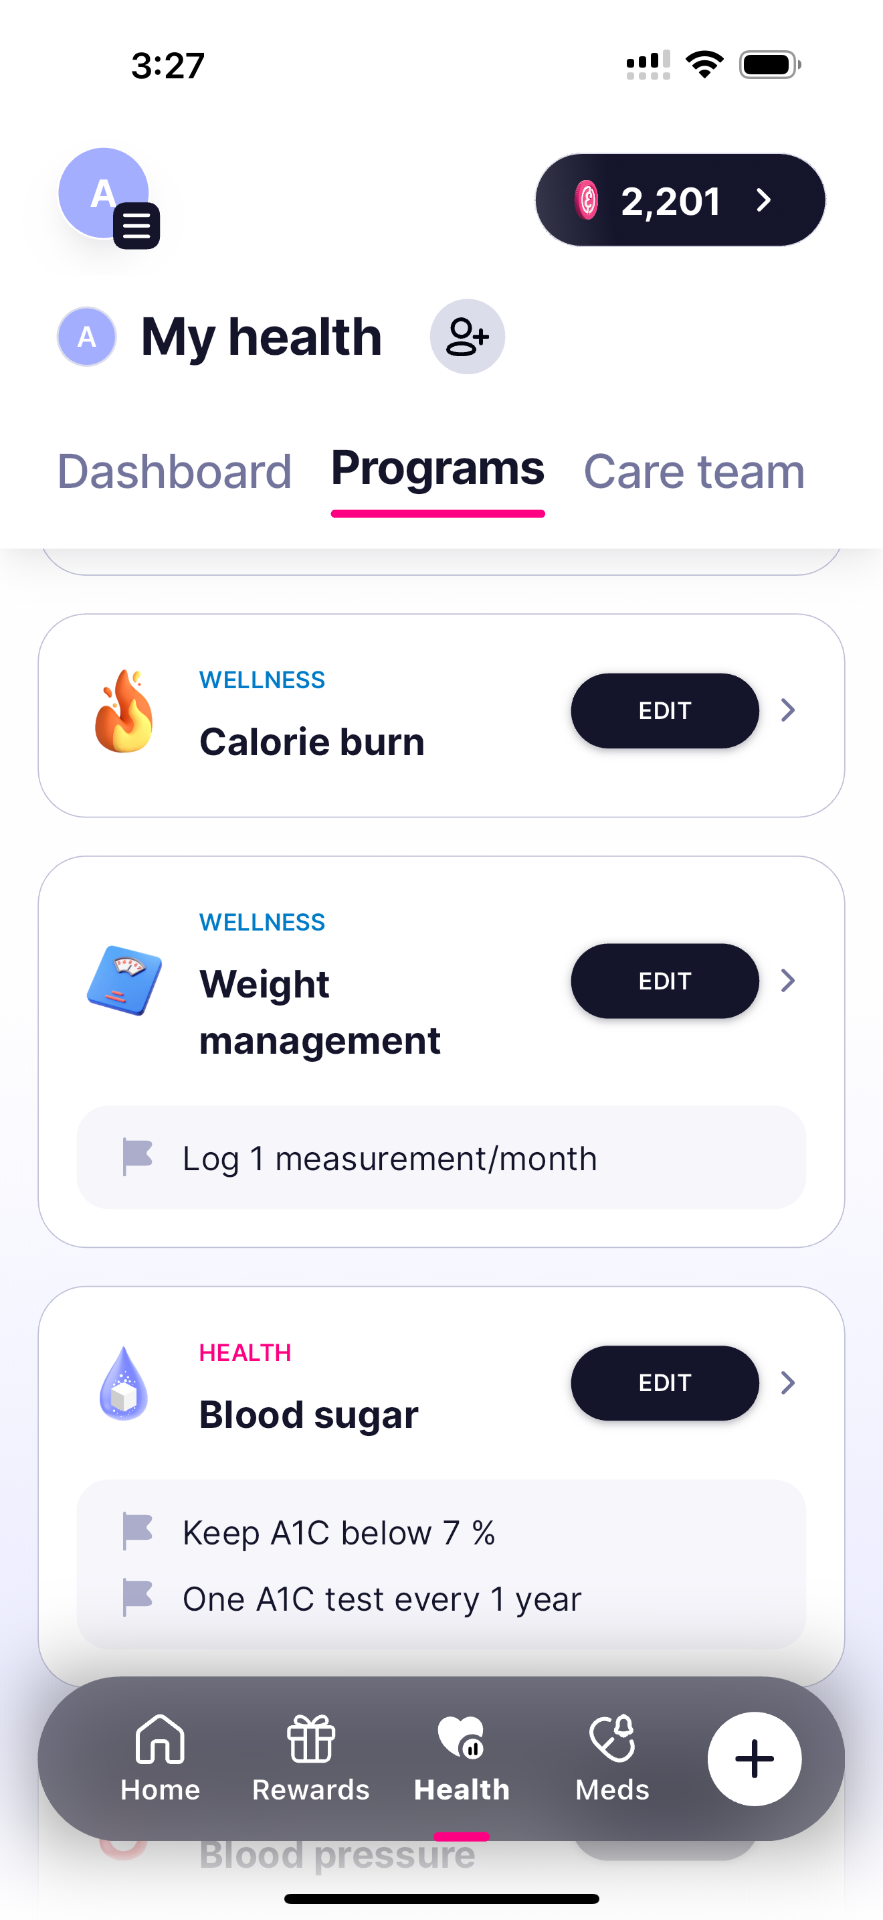 3:27
A
2,201
A
My health
Dashboard
Programs
Care team
WELLNESS
Calorie burn
EDIT
WELLNESS
Weight
management
EDIT
Log 1 measurement/month
HEALTH
Blood sugar
EDIT
Keep A1C below 7 %
One A1C test every 1 year
Home
Rewards
Health
Meds
Blood pressure